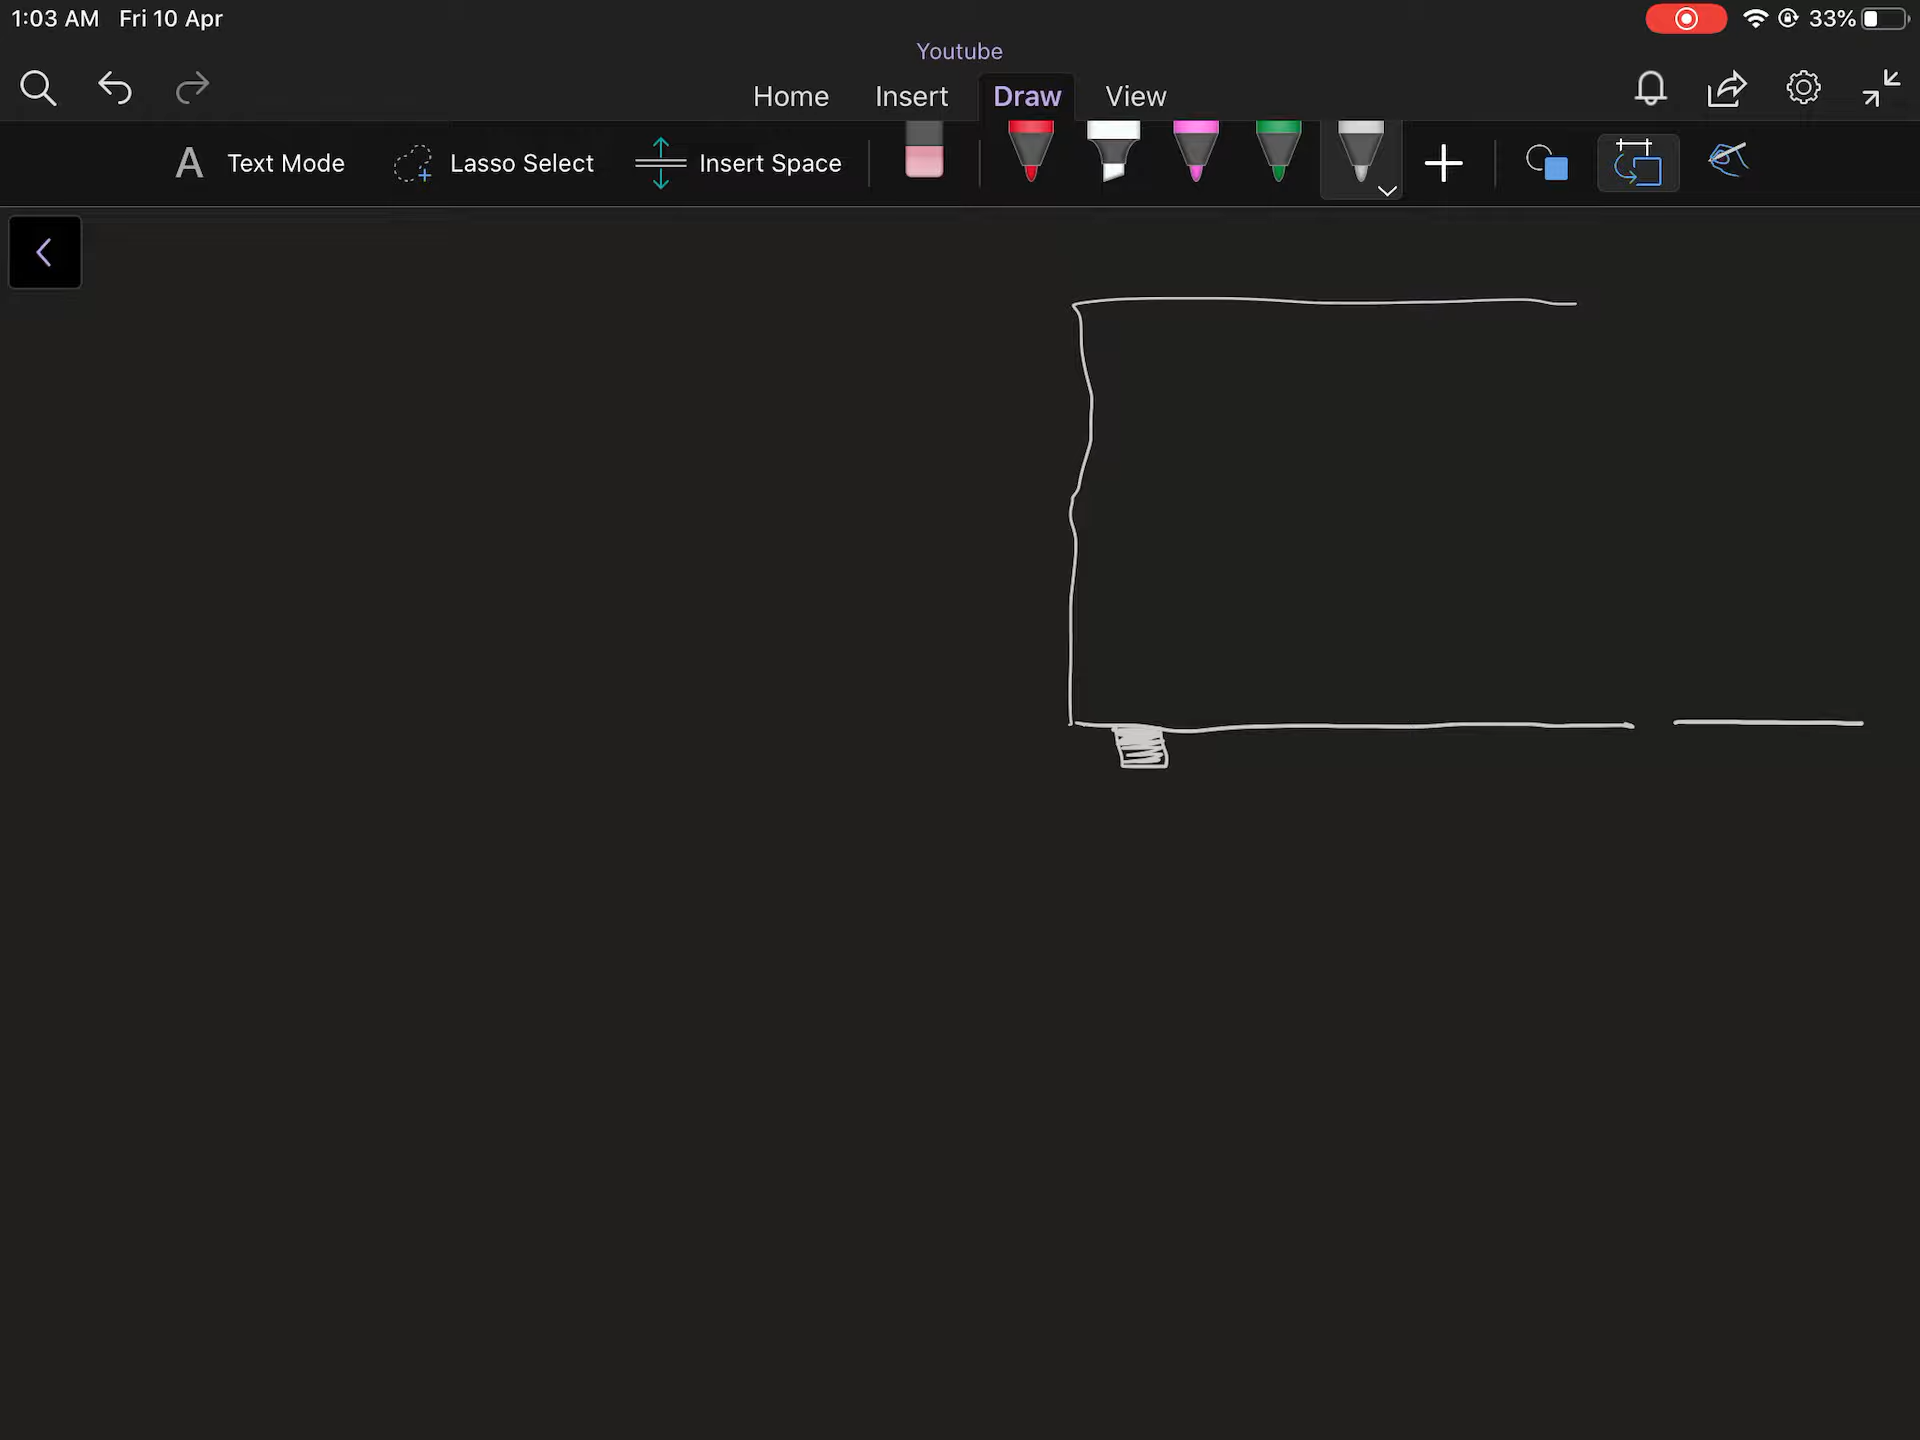 1:03 AM Fri 10 Apr 33%
Youtube
Home Insert Draw View
A Text Mode Lasso Select Insert Space